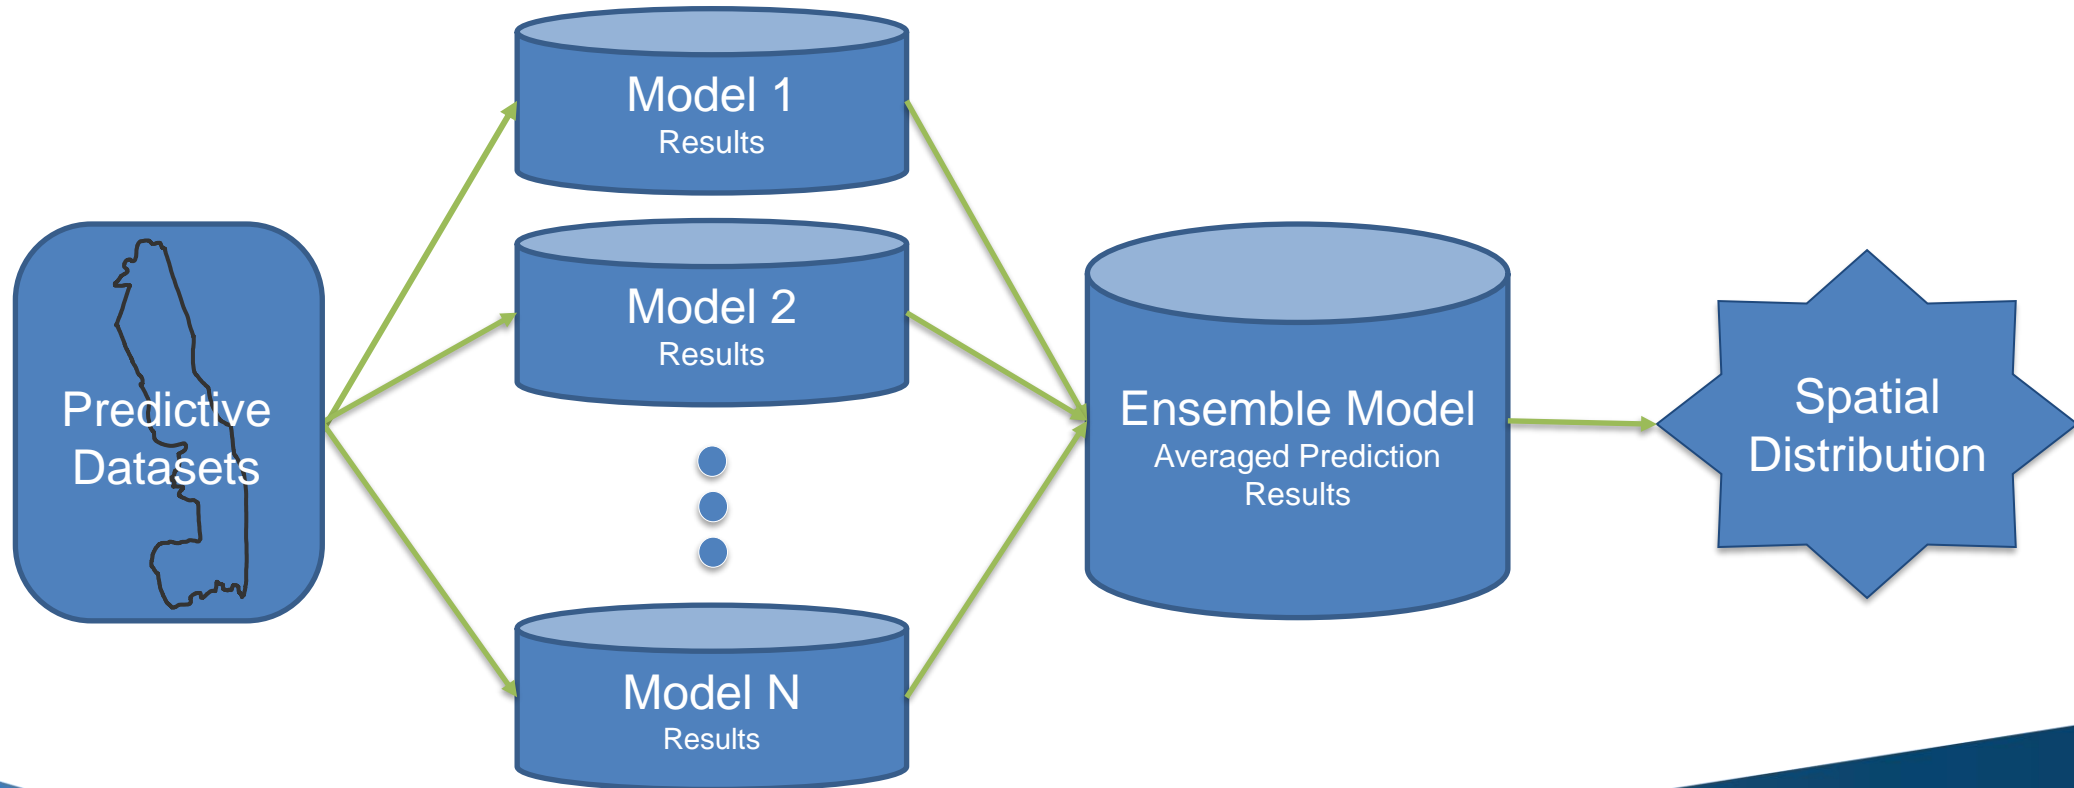 Predictive
Datasets
Model 1
Results
Model 2
Results
Model N
Results
Ensemble Model
Averaged Prediction
Results
Spatial
Distribution